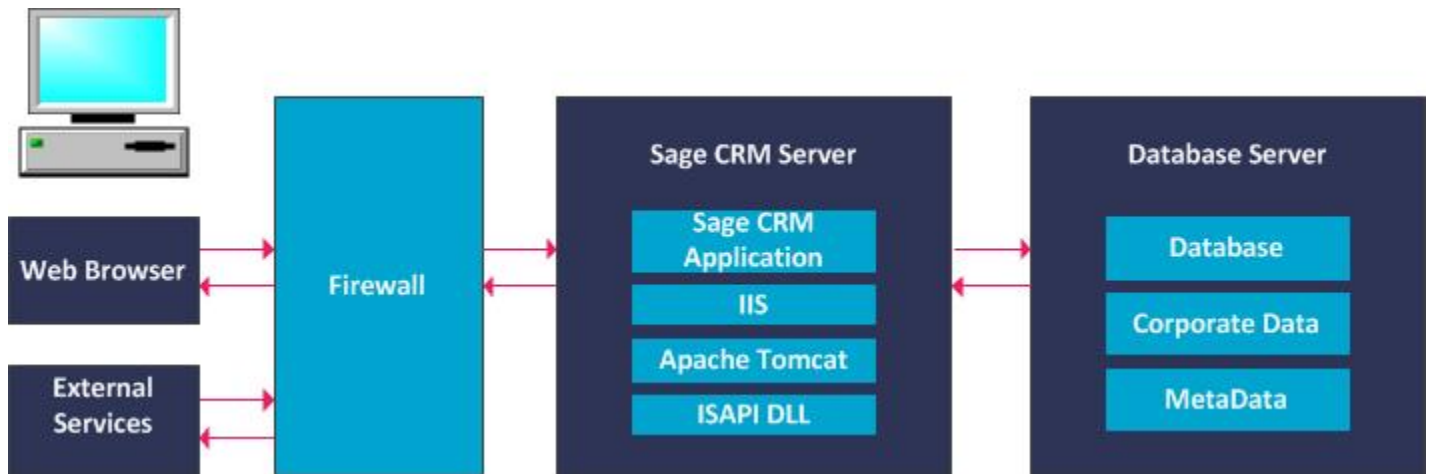 Web Browser
External
Services
Firewall
Sage CRM Server
Sage CRM
Application
IIS
Apache Tomcat
ISAPI DLL
Database Server
Database
Corporate Data
MetaData